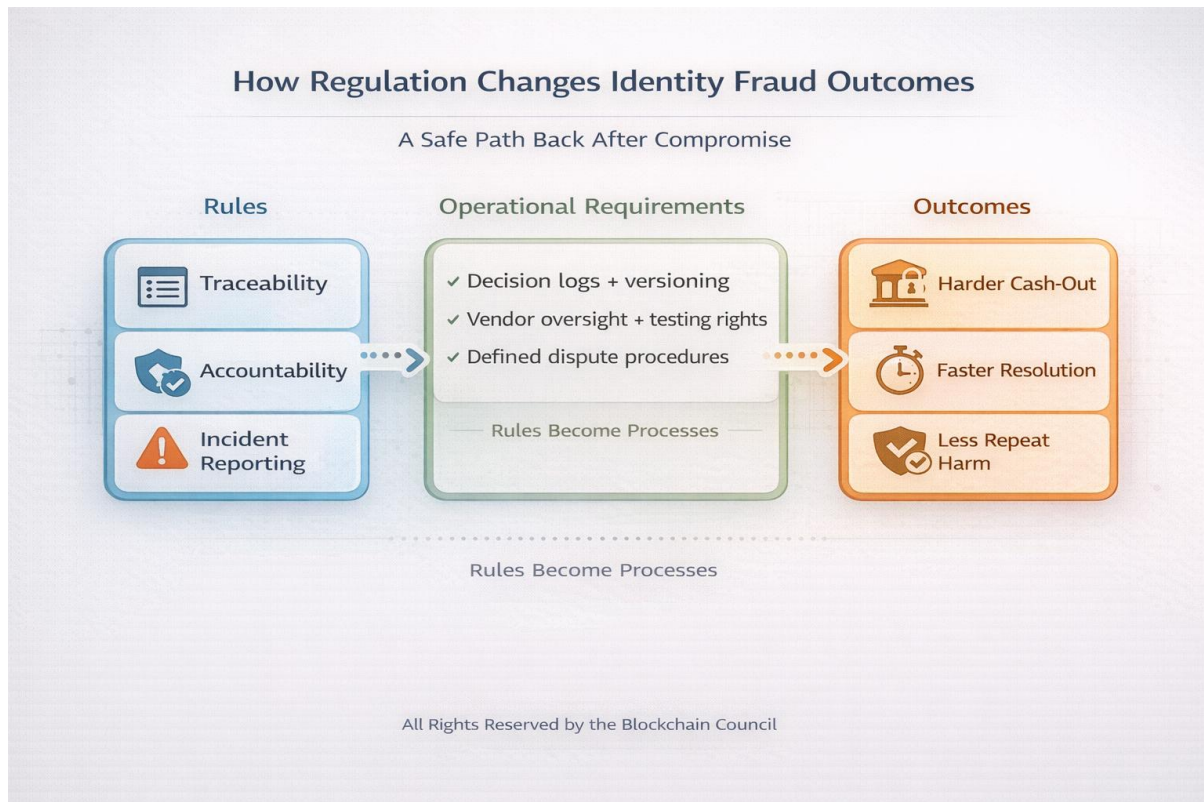 How Regulation Changes Identity Fraud Outcomes
A Safe Path Back After Compromise
Rules
Traceability
Accountability
Incident
Reporting
Operational Requirements
✓ Decision logs + versioning
✓ Vendor oversight + testing rights
✓ Defined dispute procedures
Rules Become Processes
Outcomes
Harder Cash-Out
Faster Resolution
Less Repeat
Harm
Rules Become Processes
All Rights Reserved by the Blockchain Council